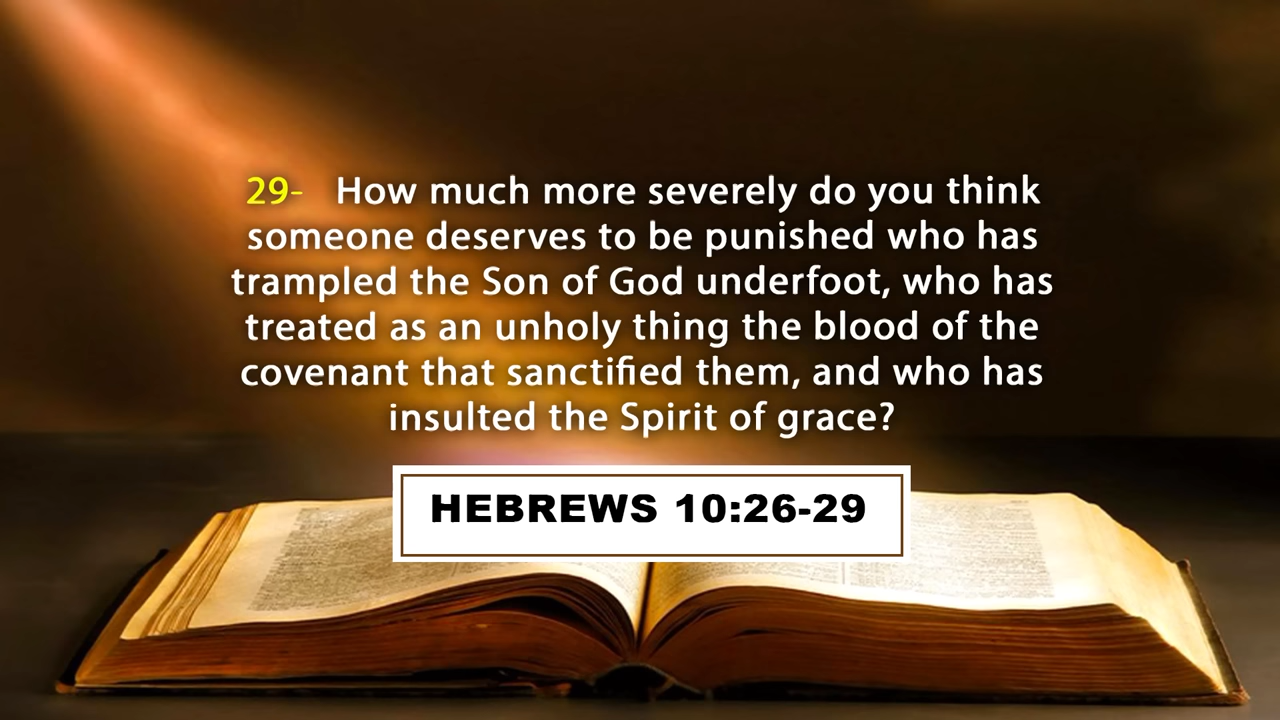 29- How much more severely do you think
someone deserves to be punished who has
trampled the Son of God underfoot, who has
treated as an unholy thing the blood of the
covenant that sanctified them, and who has
insulted the Spirit of grace?
HEBREWS 10:26-29